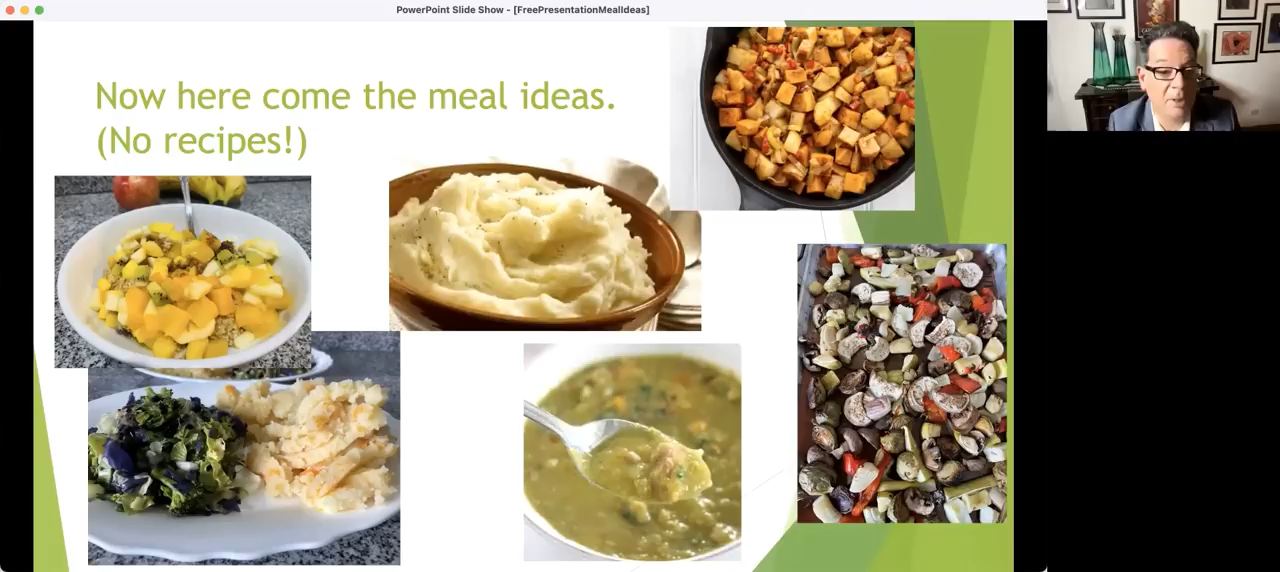 PowerPoint Slide Show - [FreePresentationMealIdeas]
Now here come the meal ideas.
(No recipes!)